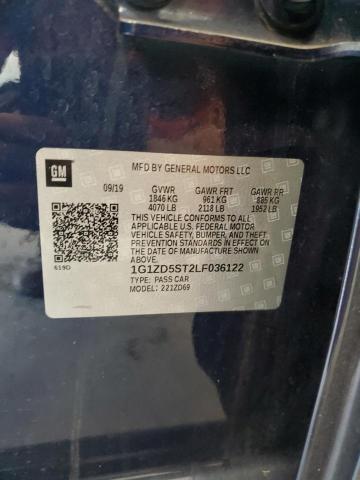 GM
MFD BY GENERAL MOTORS LLC
09/19 GVWR GAWR FRT GAWR RR
1846 KG 961 KG 885 KG
4070 LB 2118 LB 1952 LB
THIS VEHICLE CONFORMS TO ALL
APPLICABLE U.S. FEDERAL MOTOR
VEHICLE SAFETY, BUMPER, AND THEFT
PREVENTION STANDARDS IN EFFECT ON
THE DATE OF MANUFACTURE SHOWN
ABOVE.
619D
1G1ZD5ST2LF036122
TYPE: PASS CAR
MODEL: 221ZD69